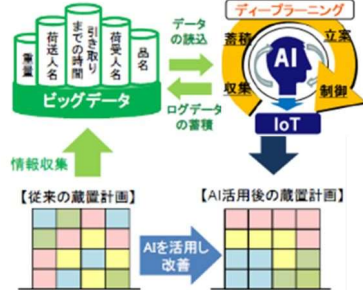 重量
荷送人名
引き取り
までの時間
荷受人名
品名
ビッグデータ
データ
の読込
ログデータ
の蓄積
ディープラーニング
蓄積
立案
AI
収集
制御
IoT
情報収集
【従来の蔵置計画】
AIを活用し
改善
【AI活用後の蔵置計画】